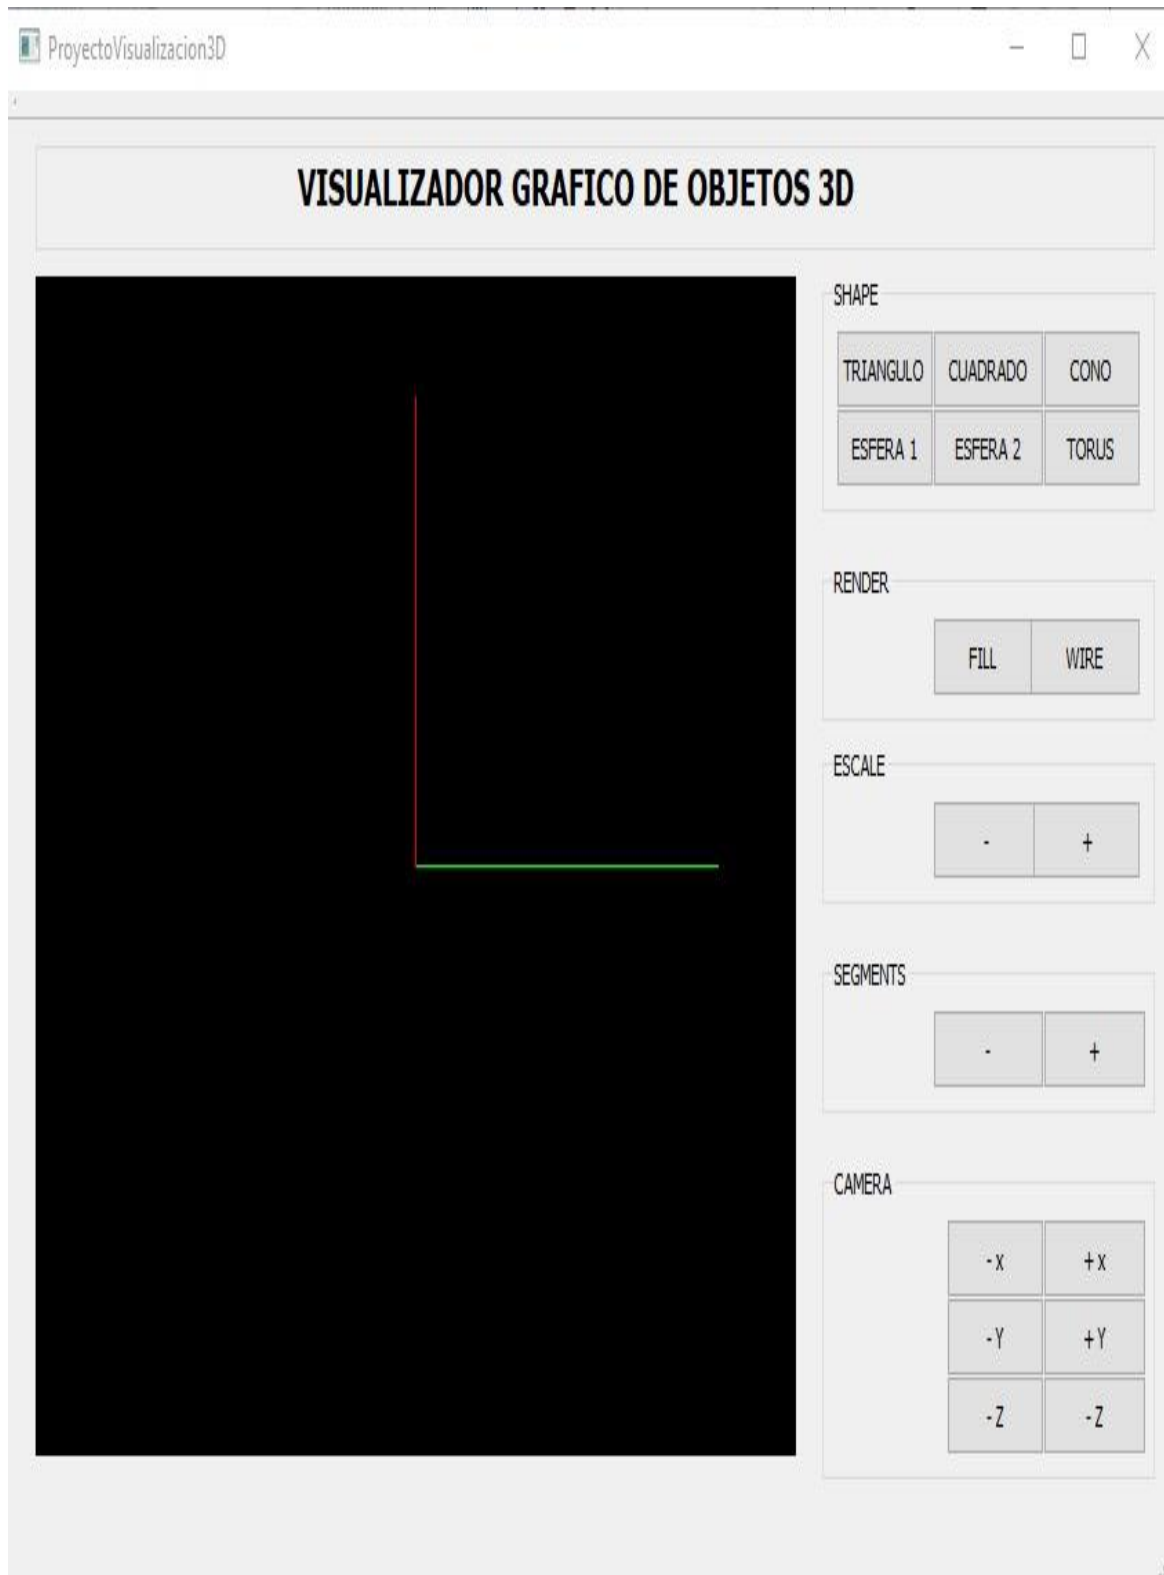 ProyectoVisualizacion3D
VISUALIZADOR GRAFICO DE OBJETOS 3D
SHAPE
TRIANGULO CUADRADO CONO
ESFERA 1 ESFERA 2 TORUS
RENDER
FILL WIRE
ESCALE
- +
SEGMENTS
- +
CAMERA
- x + x
- Y + Y
- Z - Z